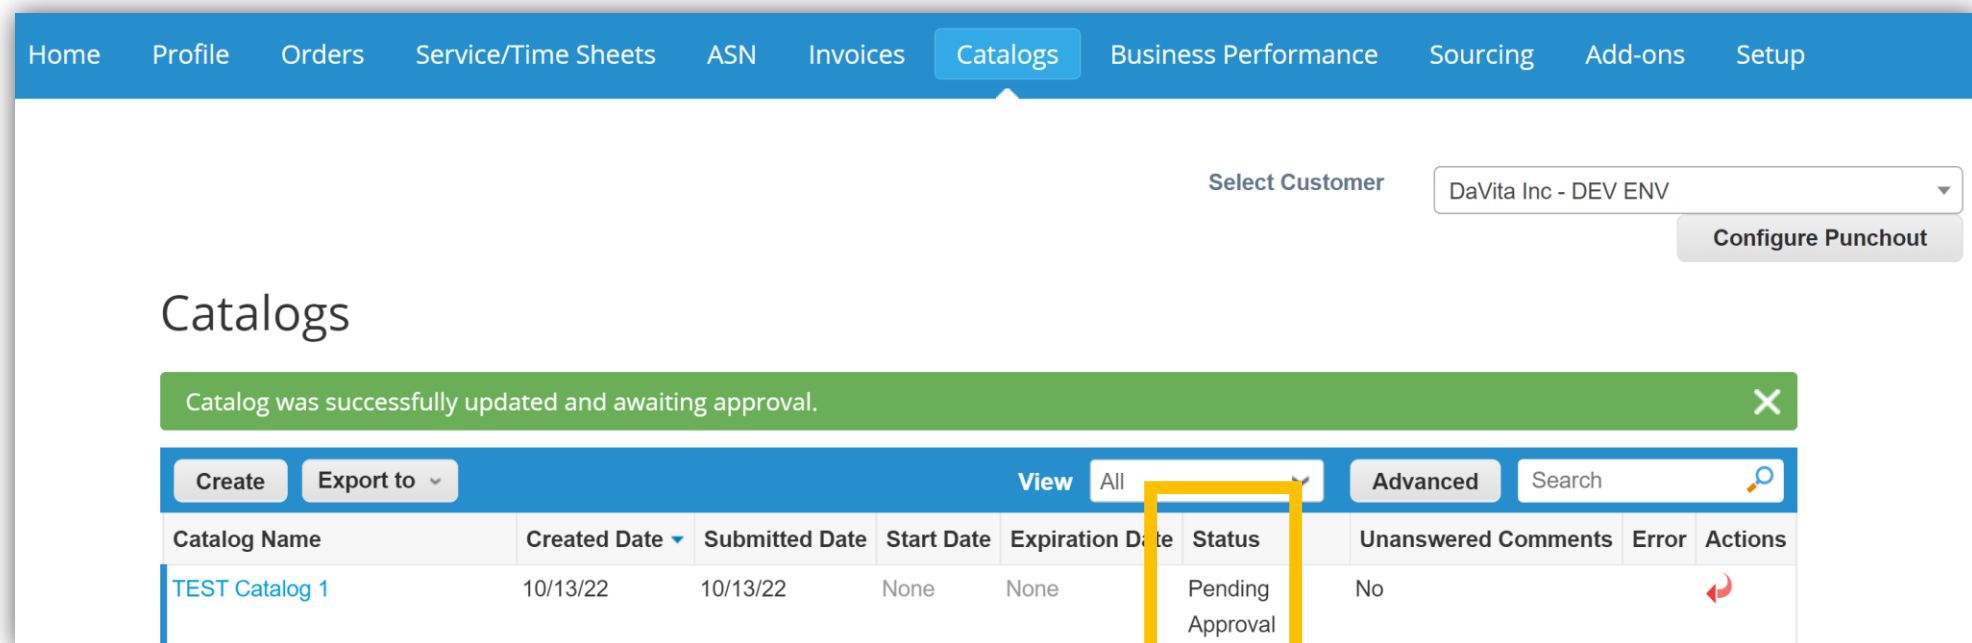 Home Profile Orders Service/Time Sheets ASN Invoices Catalogs Business Performance Sourcing Add-ons Setup
Select Customer DaVita Inc - DEV ENV
Configure Punchout
Catalogs
Catalog was successfully updated and awaiting approval.
Create Export to View All Advanced Search
Catalog Name Created Date Submitted Date Start Date Expiration Date Status Unanswered Comments Error Actions
TEST Catalog 1 10/13/22 10/13/22 None None Pending No
Approval